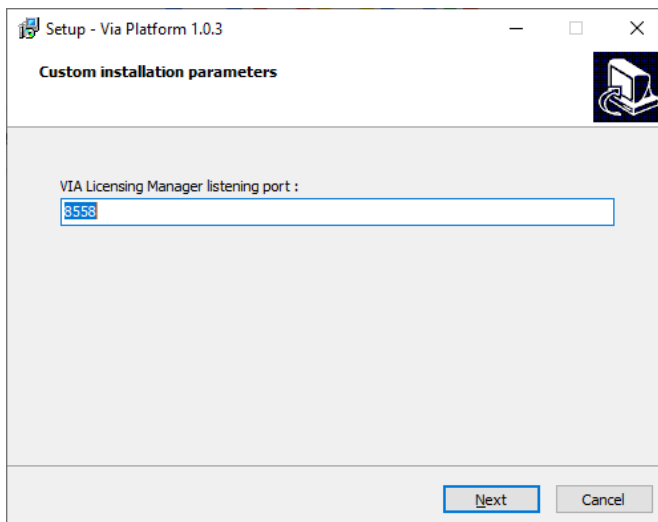 Setup - Via Platform 1.0.3
Custom installation parameters
VIA Licensing Manager listening port :
8558
Next
Cancel